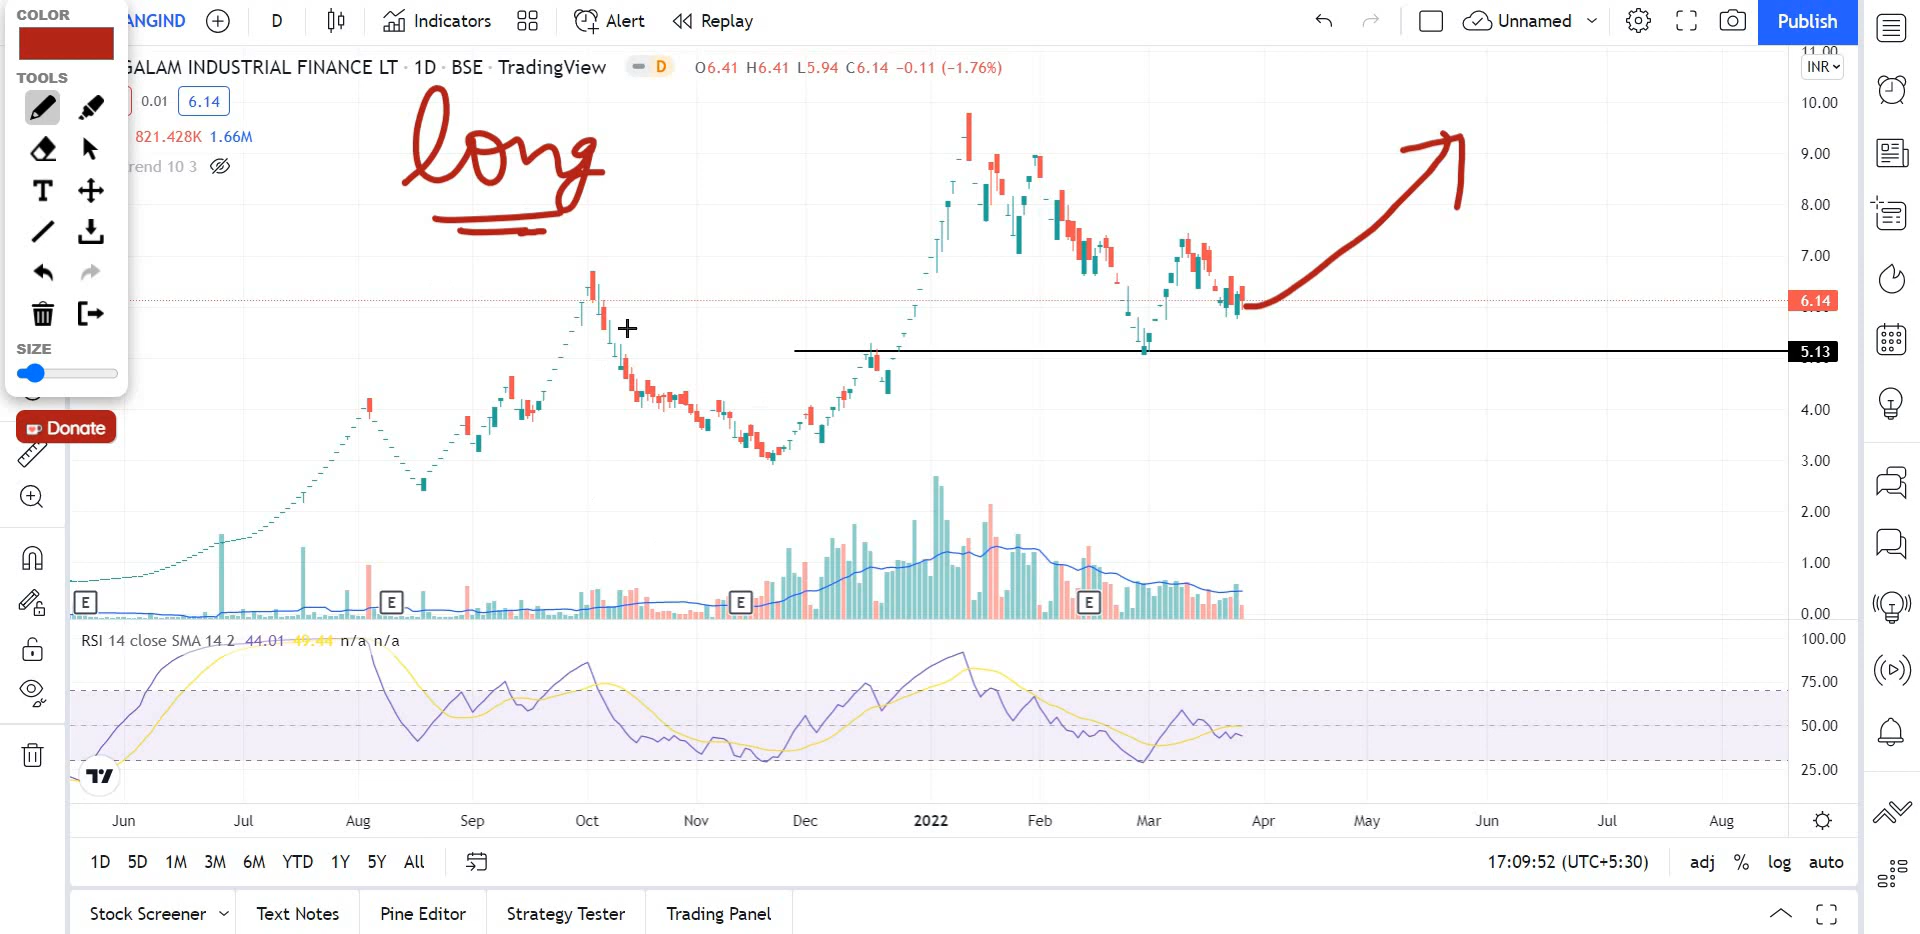 COLOR
TOOLS
SIZE
Donate
ANGIND
D
Indicators
Alert
Replay
Unnamed
Publish
GALAM INDUSTRIAL FINANCE LT · 1D · BSE · TradingView
D
O6.41 H6.41 L5.94 C6.14 −0.11 (−1.76%)
INR
0.01 6.14
821.428K 1.66M
rend 10 3
long
11.00
10.00
9.00
8.00
7.00
6.14
5.13
4.00
3.00
2.00
1.00
0.00
E E E E
RSI 14 close SMA 14 2 44.01 49.44 n/a n/a
100.00
75.00
50.00
25.00
Jun Jul Aug Sep Oct Nov Dec 2022 Feb Mar Apr May Jun Jul Aug
1D 5D 1M 3M 6M YTD 1Y 5Y All
17:09:52 (UTC+5:30) adj % log auto
Stock Screener Text Notes Pine Editor Strategy Tester Trading Panel